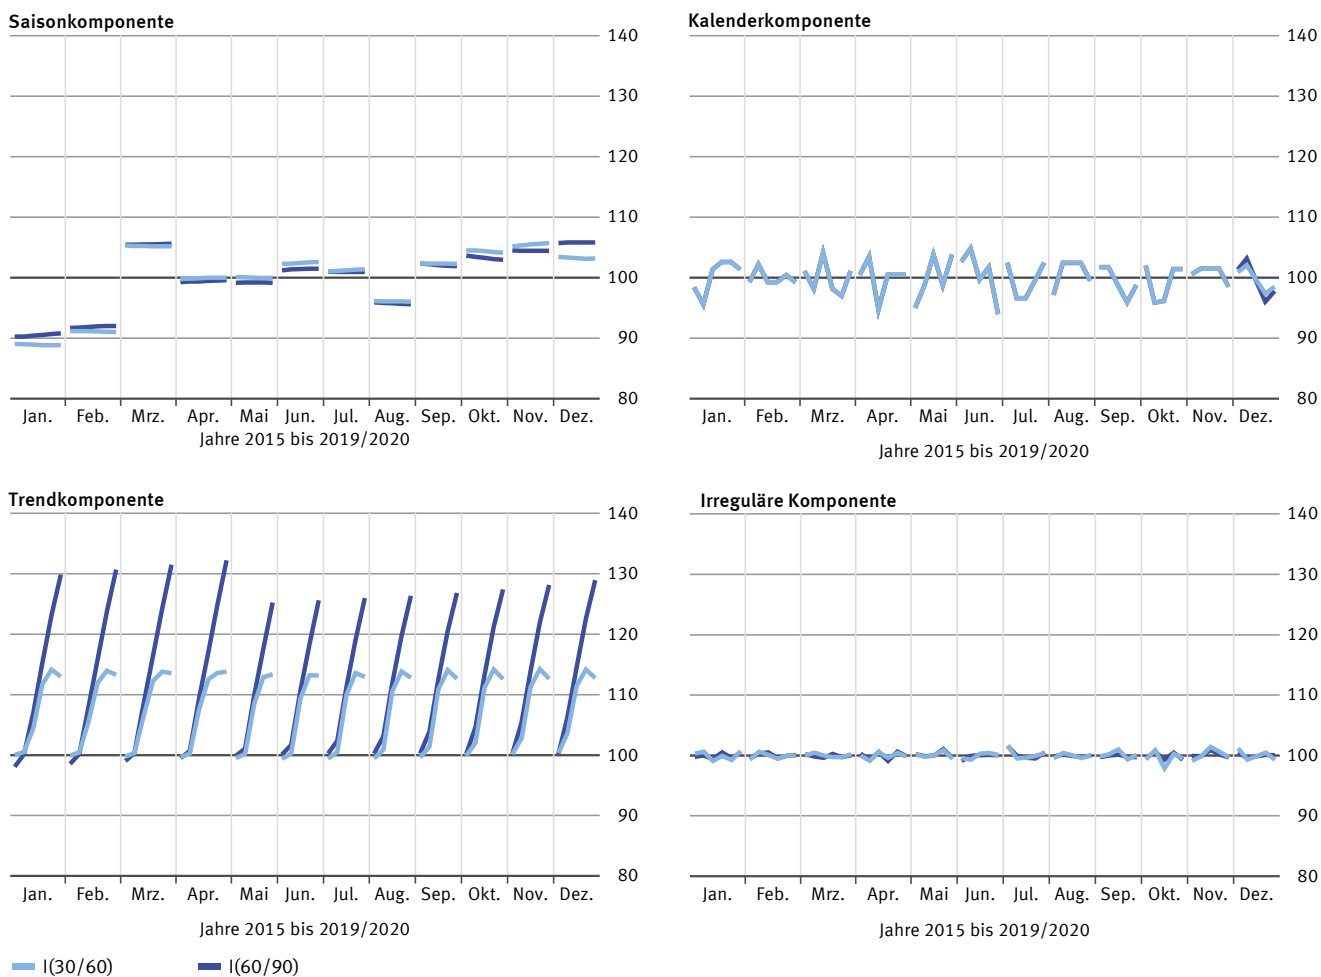 Saisonkomponente
140
130
120
110
100
90
80
Jan. Feb. Mrz. Apr. Mai Jun. Jul. Aug. Sep. Okt. Nov. Dez.
Jahre 2015 bis 2019/2020
Kalenderkomponente
140
130
120
110
100
90
80
Jan. Feb. Mrz. Apr. Mai Jun. Jul. Aug. Sep. Okt. Nov. Dez.
Jahre 2015 bis 2019/2020
Trendkomponente
140
130
120
110
100
90
80
Jan. Feb. Mrz. Apr. Mai Jun. Jul. Aug. Sep. Okt. Nov. Dez.
Jahre 2015 bis 2019/2020
Irreguläre Komponente
140
130
120
110
100
90
80
Jan. Feb. Mrz. Apr. Mai Jun. Jul. Aug. Sep. Okt. Nov. Dez.
Jahre 2015 bis 2019/2020
I(30/60) I(60/90)